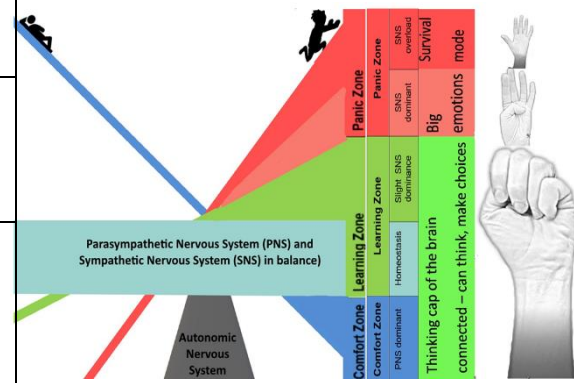 Parasympathetic Nervous System (PNS) and
Sympathetic Nervous System (SNS) in balance)
Autonomic
Nervous
System
Panic Zone
Learning Zone
Comfort Zone
Panic Zone
Learning Zone
Comfort Zone
SNS
overload
SNS
dominant
Slight SNS
dominance
Homeostasis
PNS dominant
Survival
mode
Big
emotions
Thinking cap of the brain
connected – can think, make choices